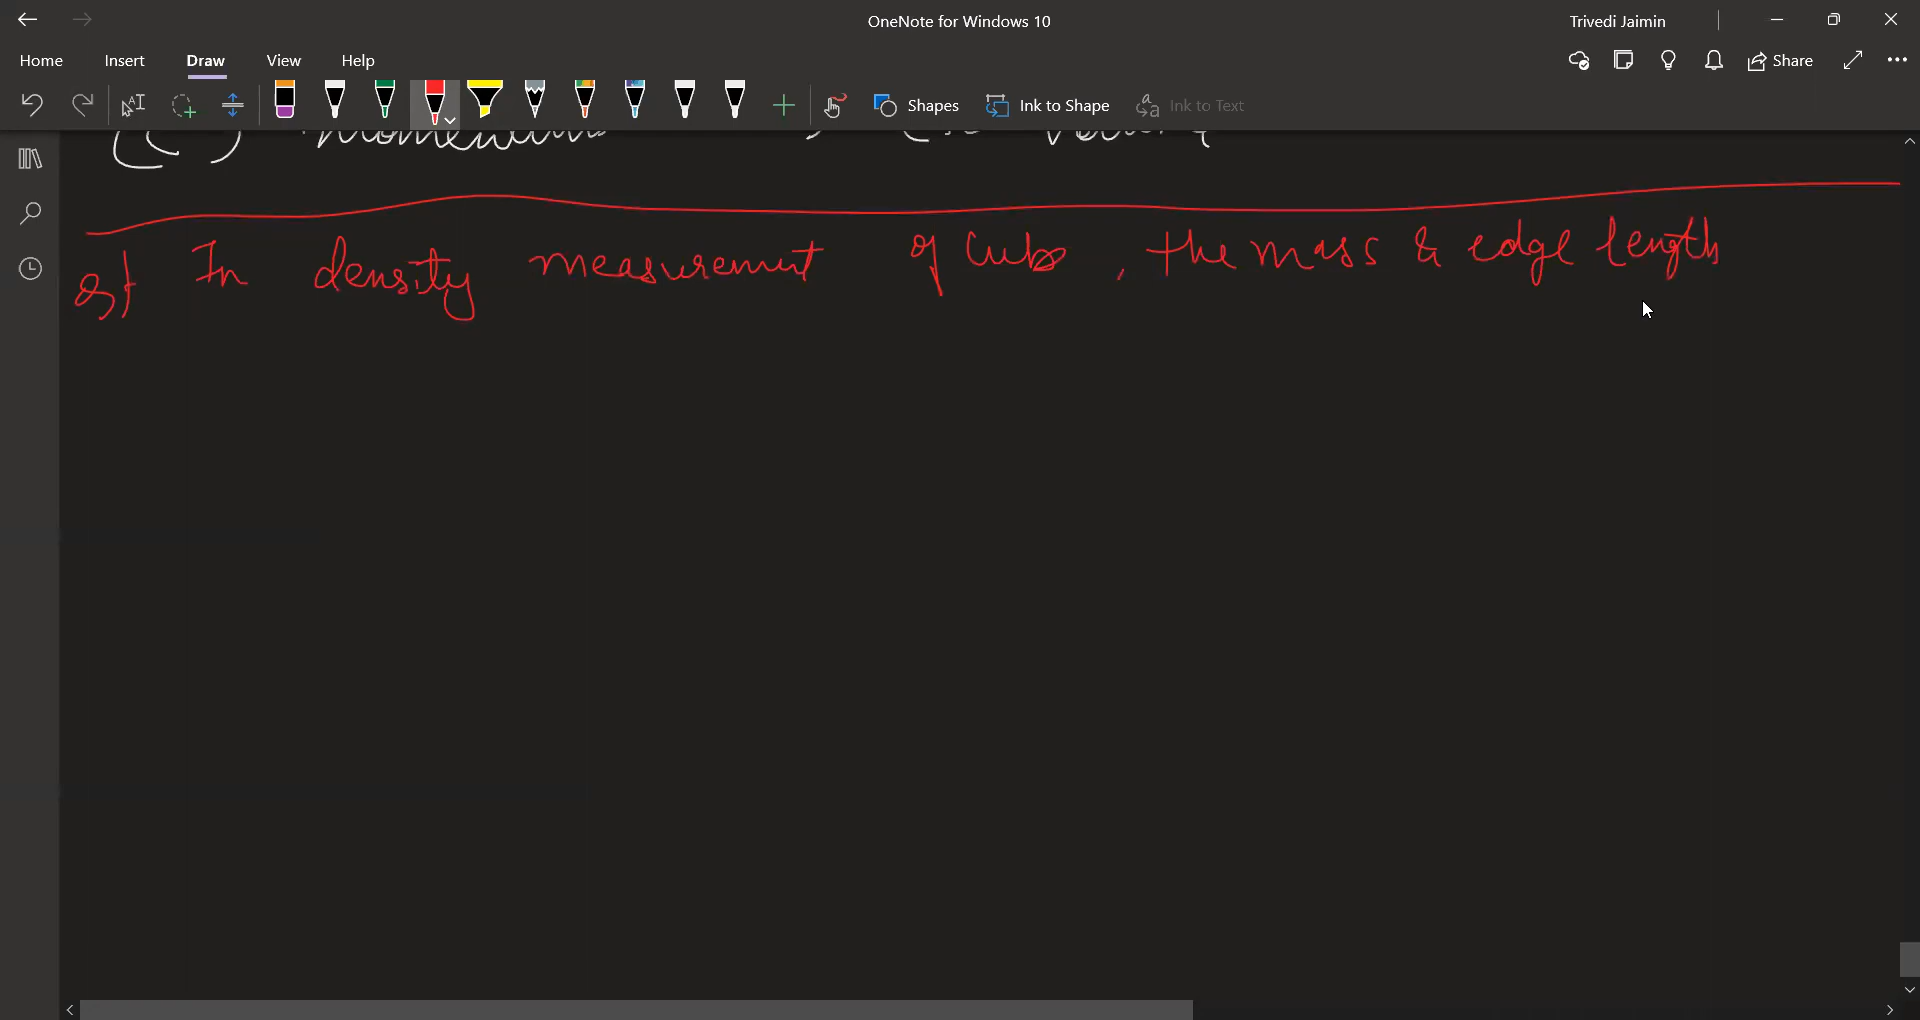 OneNote for Windows 10
Trivedi Jaimin
Home Insert Draw View Help
Share
Shapes Ink to Shape Ink to Text
momentum
In density measurement of Cube, the mass & edge length